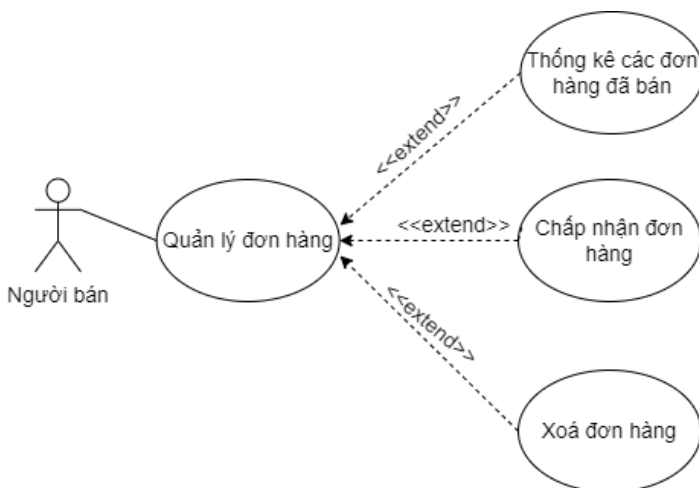 Thống kê các đơn
hàng đã bán
<<extend>>
Người bán
Quản lý đơn hàng
<<extend>>
Chấp nhận đơn
hàng
<<extend>>
Xoá đơn hàng